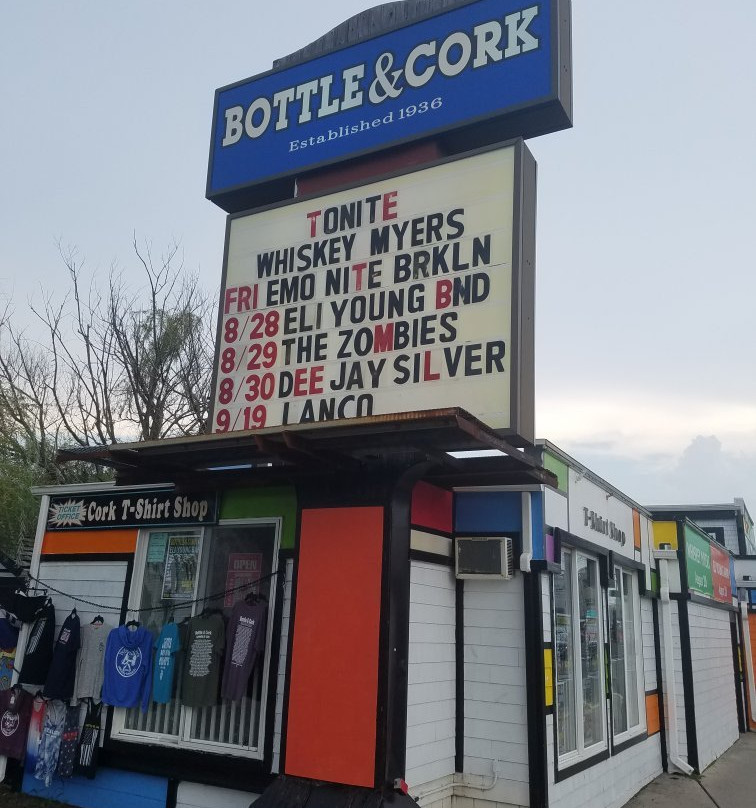 BOTTLE&CORK
Established 1936
TONITE
WHISKEY MYERS
FRI EMO NITE BRKLN
8/28 ELI YOUNG BND
8/29 THE ZOMBIES
8/30 DEE JAY SILVER
9/19 LANCO
TICKET OFFICE
Cork T-Shirt Shop
T-Shirt Shop
OPEN